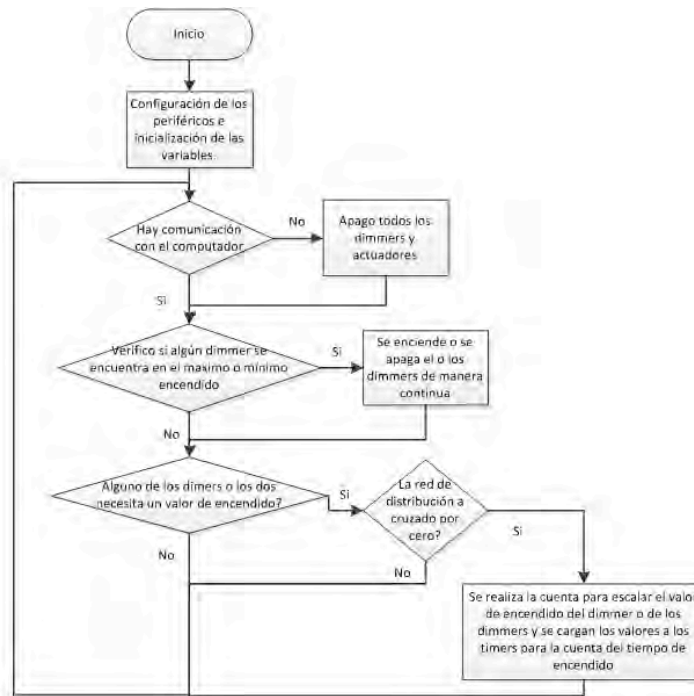 Inicio
Configuración de los
periféricos e
inicialización de las
variables
Hay comunicación
con el computador
No
Apago todos los
dimmers y
actuadores
Si
Verifico si algún dimmer se
encuentra en el maximo o mínimo
encendido
Si
Se enciende o se
apaga el o los
dimmers de manera
continua
No
Alguno de los dimers o los dos
necesita un valor de encendido?
Si
La red de
distribución a
cruzado por
cero?
Si
No
No
Se realiza la cuenta para escalar el valor
de encendido del dimmer o de los
dimmers y se cargan los valores a los
timers para la cuenta del tiempo de
encendido